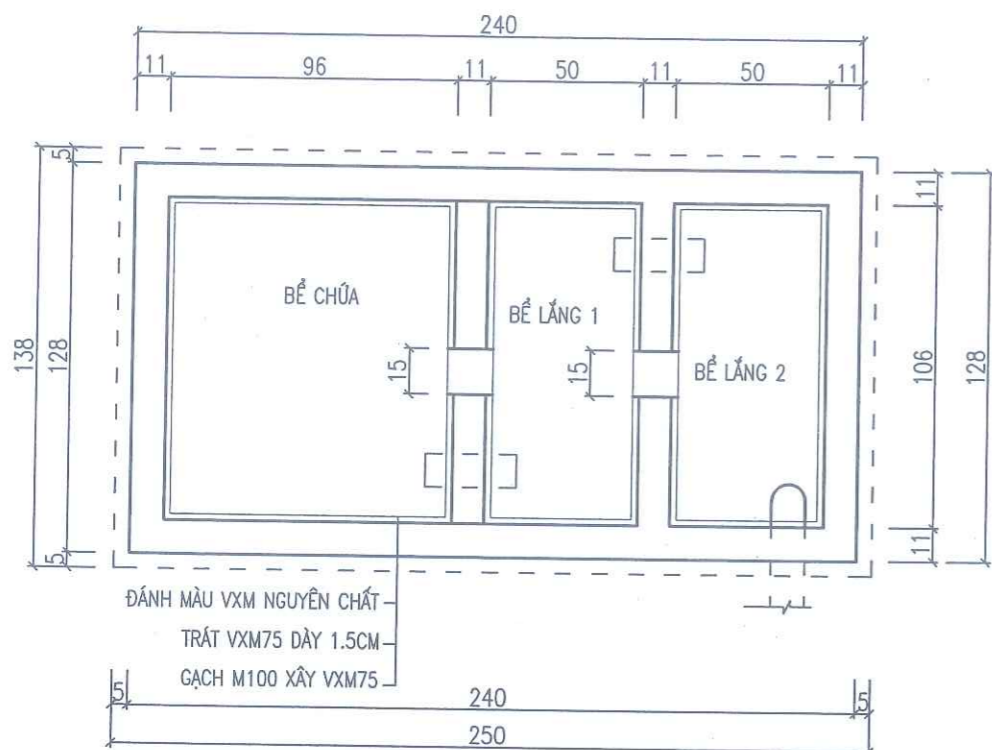 240
11 96 11 50 11 50 11
5
11
BỂ CHỨA
BỂ LẮNG 1
138 128 15 15 BỂ LẮNG 2 106 128
5
11
ĐÁNH MÀU VXM NGUYÊN CHẤT
TRÁT VXM75 DÀY 1.5CM
GẠCH M100 XÂY VXM75
5 240 5
250